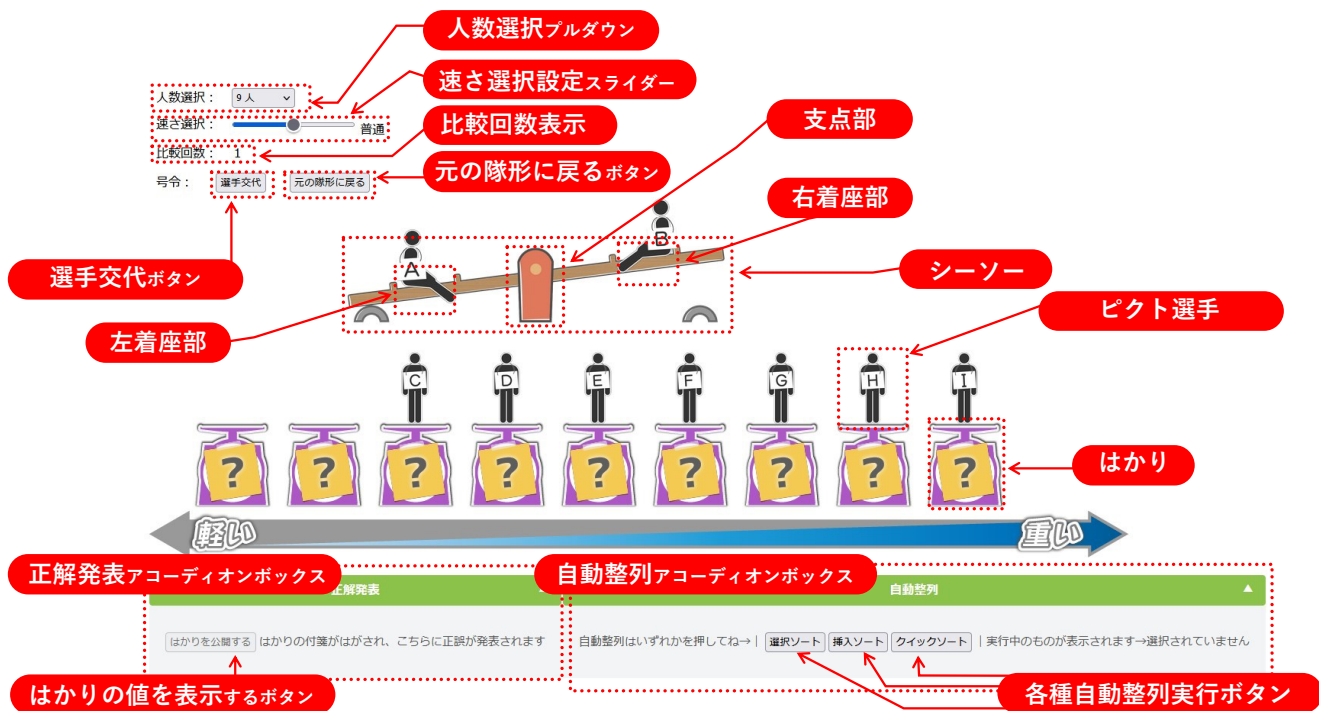 人数選択プルダウン
速さ選択設定スライダー
人数選択： 9人
支点部
速さ選択： 普通
比較回数表示
比較回数： 1
元の隊形に戻るボタン
号令： 選手交代 元の隊形に戻る
右着座部
B
選手交代ボタン
A
シーソー
ピクト選手
左着座部
C D E F G H I
? ? ? ? ? ? ? ? ?
はかり
軽い 重い
正解発表アコーディオンボックス 自動整列アコーディオンボックス
正解発表 自動整列 ▲
はかりを公開する はかりの付箋がはがされ、こちらに正誤が発表されます
自動整列はいずれかを押してね→｜ 選択ソート 挿入ソート クイックソート ｜実行中のものが表示されます→選択されていません
はかりの値を表示するボタン 各種自動整列実行ボタン